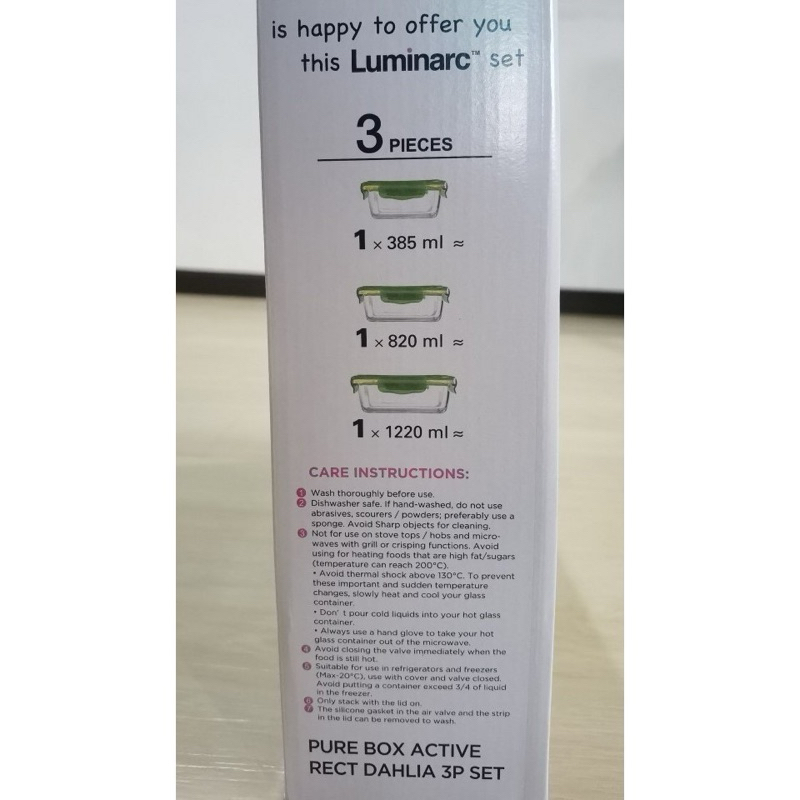 is happy to offer you
this Luminarc™ set
3 PIECES
1 x 385 ml ≈
1 x 820 ml ≈
1 x 1220 ml ≈
CARE INSTRUCTIONS:
1 Wash thoroughly before use.
2 Dishwasher safe. If hand-washed, do not use
abrasives, scourers / powders; preferably use a
sponge. Avoid Sharp objects for cleaning.
3 Not for use on stove tops / hobs and micro-
waves with grill or crisping functions. Avoid
using for heating foods that are high fat/sugars
(temperature can reach 200°C).
• Avoid thermal shock above 130°C. To prevent
these important and sudden temperature
changes, slowly heat and cool your glass
container.
• Don' t pour cold liquids into your hot glass
container.
• Always use a hand glove to take your hot
glass container out of the microwave.
4 Avoid closing the valve immediately when the
food is still hot.
5 Suitable for use in refrigerators and freezers
(Max-20°C), use with cover and valve closed.
Avoid putting a container exceed 3/4 of liquid
in the freezer.
6 Only stack with the lid on.
7 The silicone gasket in the air valve and the strip
in the lid can be removed to wash.
PURE BOX ACTIVE
RECT DAHLIA 3P SET